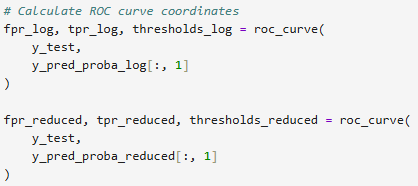 # Calculate ROC curve coordinates
fpr_log, tpr_log, thresholds_log = roc_curve(
    y_test,
    y_pred_proba_log[:, 1]
)
fpr_reduced, tpr_reduced, thresholds_reduced = roc_curve(
    y_test,
    y_pred_proba_reduced[:, 1]
)